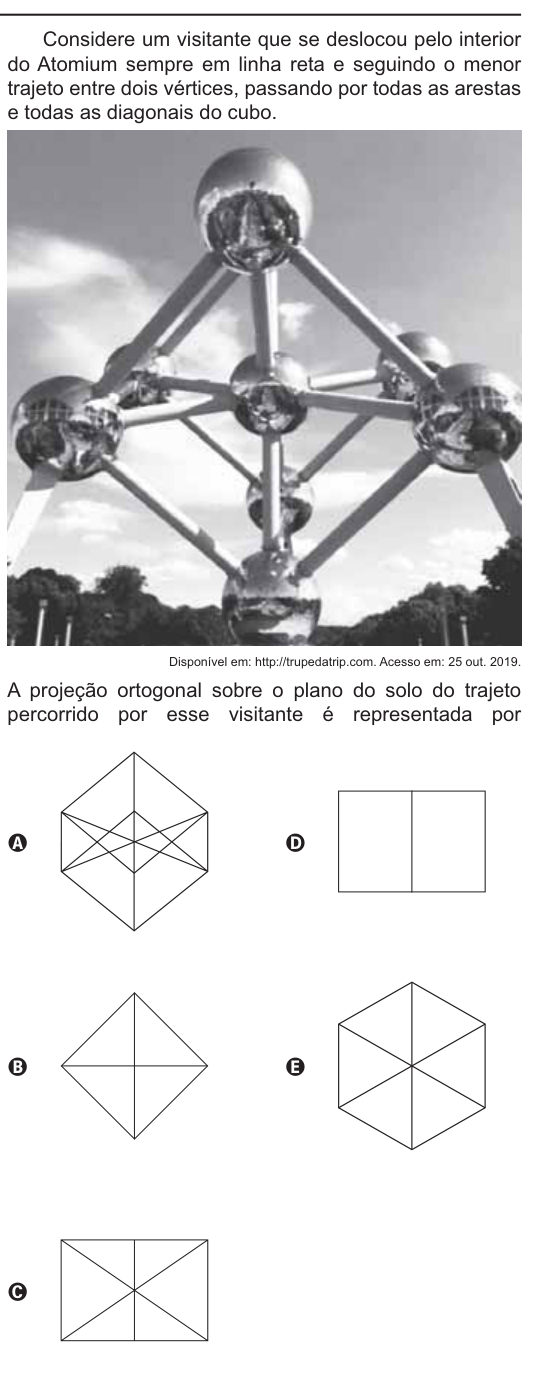 Considere um visitante que se deslocou pelo interior
do Atomium sempre em linha reta e seguindo o menor
trajeto entre dois vértices, passando por todas as arestas
e todas as diagonais do cubo.
Disponível em: http://trupedatrip.com. Acesso em: 25 out. 2019.
A projeção ortogonal sobre o plano do solo do trajeto
percorrido por esse visitante é representada por
A
D
B
E
C